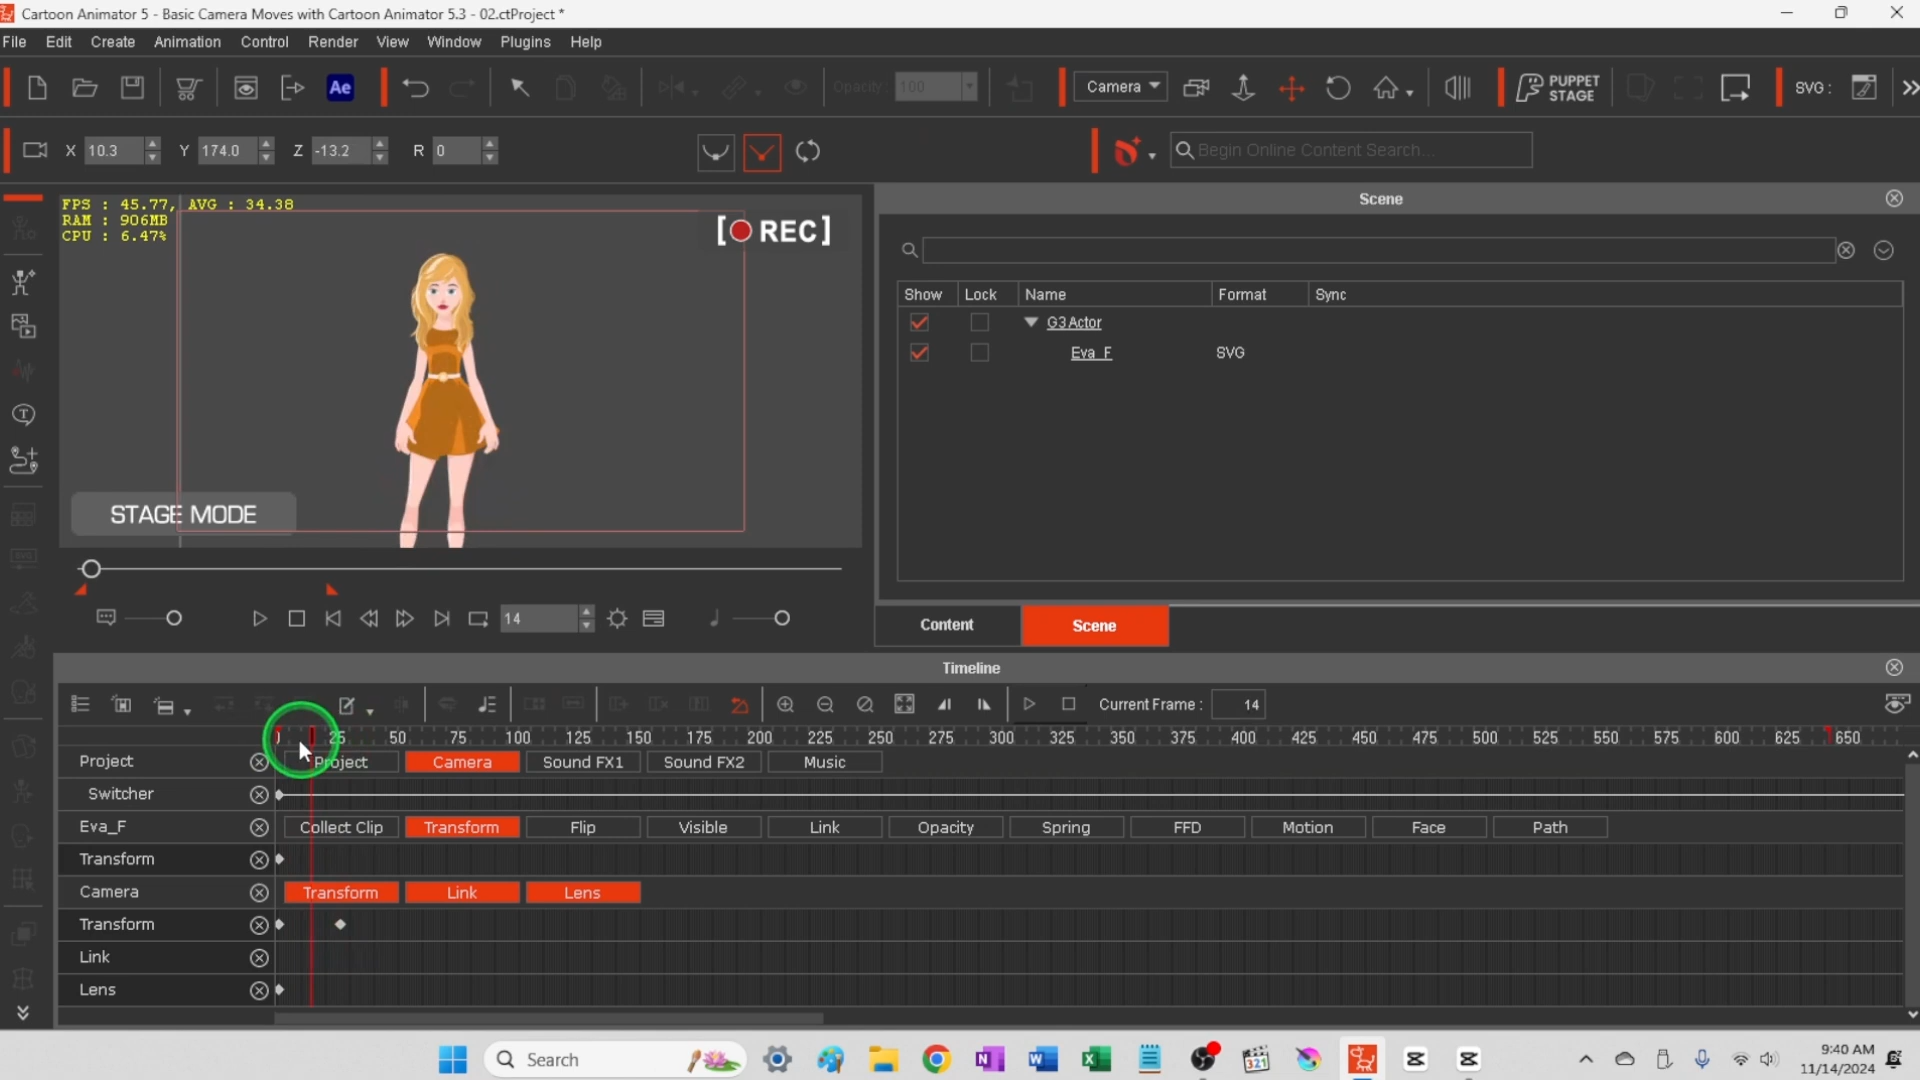 Cartoon Animator 5 - Basic Camera Moves with Cartoon Animator 5.3 - 02.ctProject *
File Edit Create Animation Control Render View Window Plugins Help
Ae Opacity: 100 Camera PUPPET STAGE SVG :
X 10.3 Y 174.0 Z -13.2 R 0 Begin Online Content Search...
FPS : 45.77, AVG : 34.38
RAM : 906MB
CPU : 6.47%
[ REC]
STAGE MODE
14
Scene
Show Lock Name Format Sync
G3 Actor
Eva_F SVG
Content Scene
Timeline
Current Frame : 14
25 50 75 100 125 150 175 200 225 250 275 300 325 350 375 400 425 450 475 500 525 550 575 600 625 650
Project Project Camera Sound FX1 Sound FX2 Music
Switcher
Eva_F Collect Clip Transform Flip Visible Link Opacity Spring FFD Motion Face Path
Transform
Camera Transform Link Lens
Transform
Link
Lens
Search 321 9:40 AM
11/14/2024